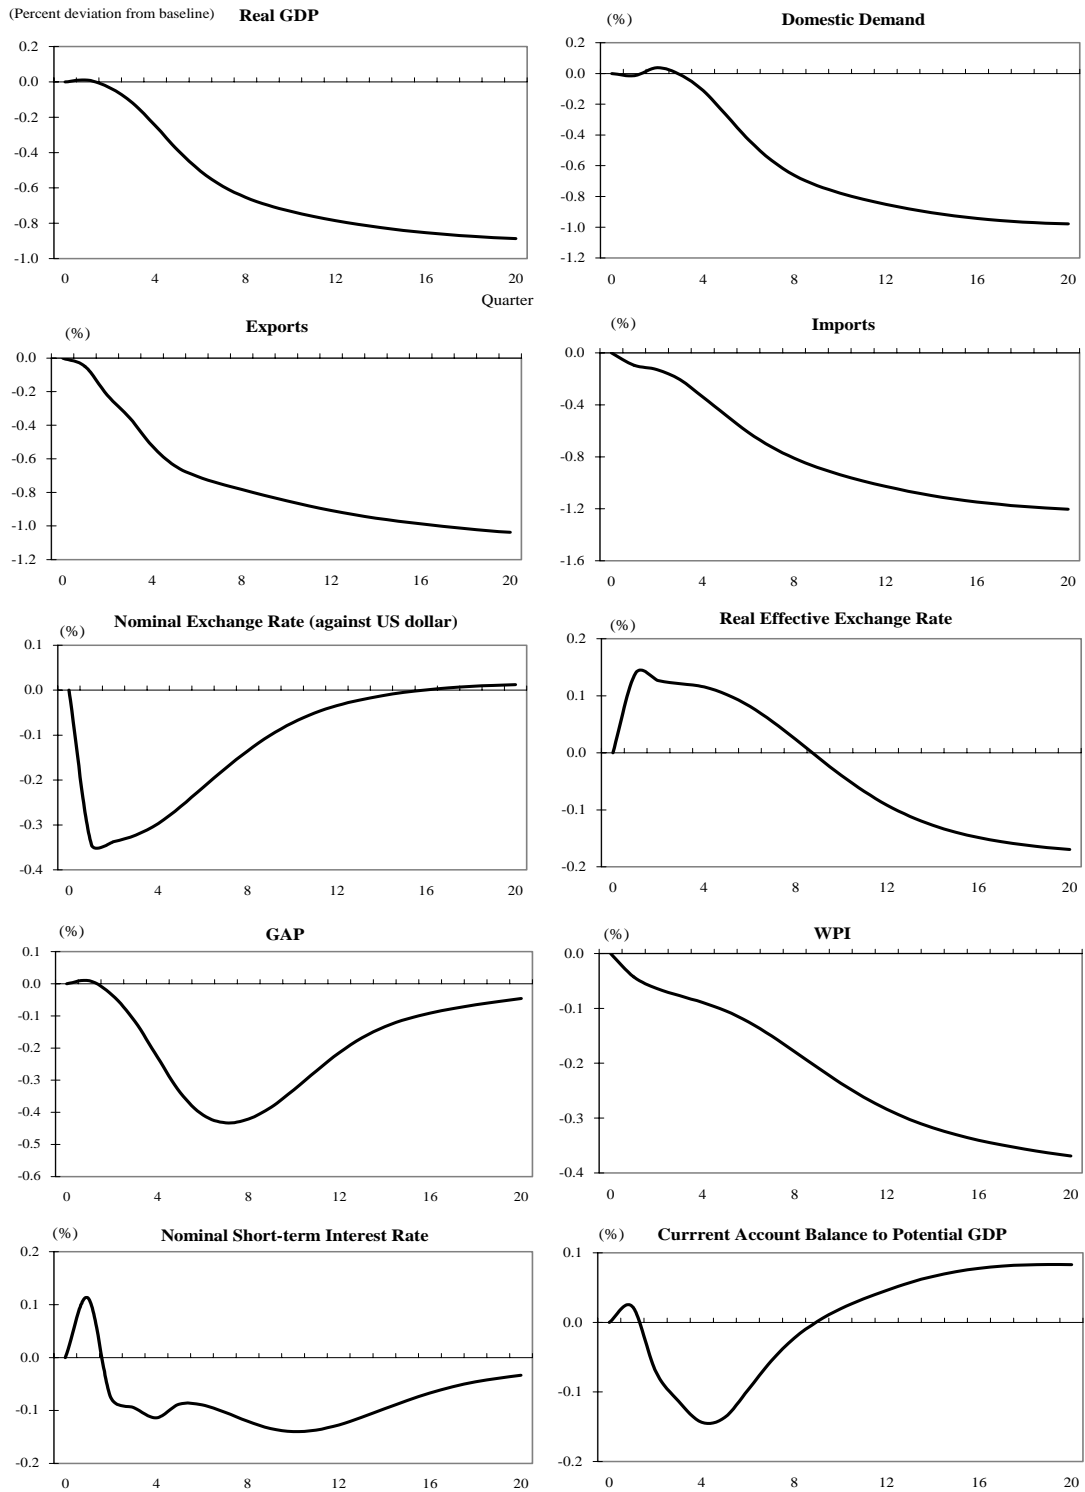 (Percent deviation from baseline) Real GDP
0.2
0.0
-0.2
-0.4
-0.6
-0.8
-1.0
0 4 8 12 16 20
Quarter
(%) Domestic Demand
0.2
0.0
-0.2
-0.4
-0.6
-0.8
-1.0
-1.2
0 4 8 12 16 20
(%) Exports
0.0
-0.2
-0.4
-0.6
-0.8
-1.0
-1.2
0 4 8 12 16 20
(%) Imports
0.0
-0.4
-0.8
-1.2
-1.6
0 4 8 12 16 20
(%) Nominal Exchange Rate (against US dollar)
0.1
0.0
-0.1
-0.2
-0.3
-0.4
0 4 8 12 16 20
(%) Real Effective Exchange Rate
0.2
0.1
0.0
-0.1
-0.2
0 4 8 12 16 20
(%) GAP
0.1
0.0
-0.1
-0.2
-0.3
-0.4
-0.5
-0.6
0 4 8 12 16 20
(%) WPI
0.0
-0.1
-0.2
-0.3
-0.4
0 4 8 12 16 20
(%) Nominal Short-term Interest Rate
0.2
0.1
0.0
-0.1
-0.2
0 4 8 12 16 20
(%) Currrent Account Balance to Potential GDP
0.1
0.0
-0.1
-0.2
0 4 8 12 16 20